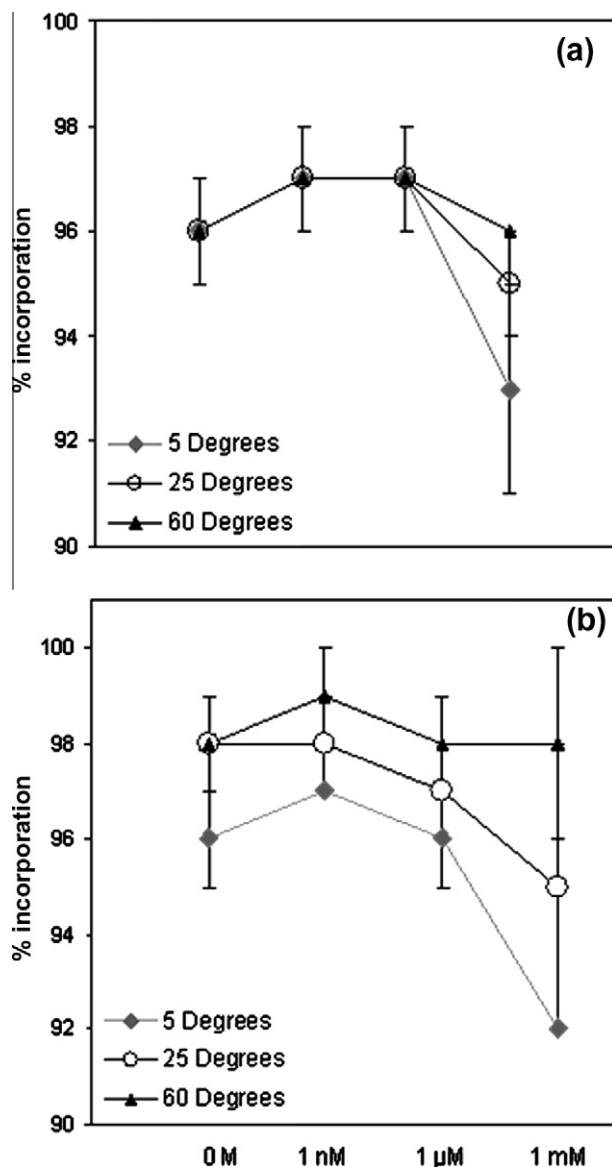 (a)
100
98
96
94
92
90
% incorporation
5 Degrees
25 Degrees
60 Degrees
(b)
100
98
96
94
92
90
% incorporation
5 Degrees
25 Degrees
60 Degrees
0 M 1 nM 1 µM 1 mM